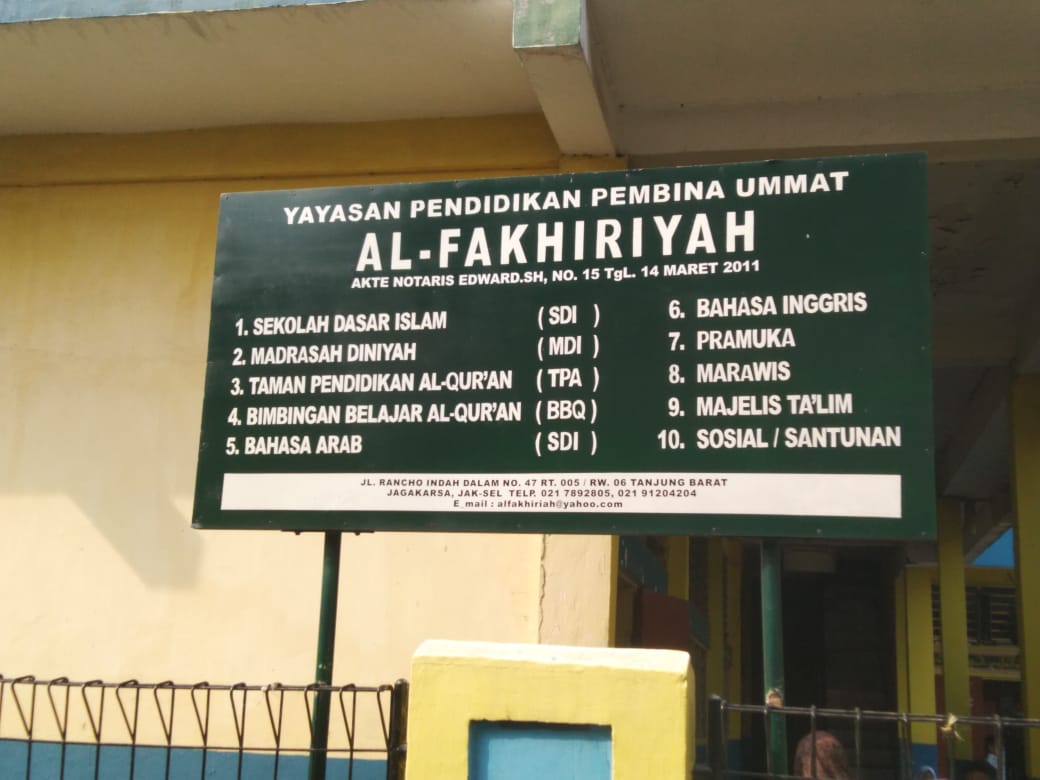 YAYASAN PENDIDIKAN PEMBINA UMMAT
AL-FAKHIRIYAH
AKTE NOTARIS EDWARD.SH, NO. 15 TgL. 14 MARET 2011
1. SEKOLAH DASAR ISLAM ( SDI )
2. MADRASAH DINIYAH ( MDI )
3. TAMAN PENDIDIKAN AL-QUR'AN ( TPA )
4. BIMBINGAN BELAJAR AL-QUR'AN ( BBQ )
5. BAHASA ARAB ( SDI )
6. BAHASA INGGRIS
7. PRAMUKA
8. MARAWIS
9. MAJELIS TA'LIM
10. SOSIAL / SANTUNAN
JL. RANCHO INDAH DALAM NO. 47 RT. 005 / RW. 06 TANJUNG BARAT
JAGAKARSA, JAK-SEL TELP. 021 7892805, 021 91204204
E_mail : alfakhiriah@yahoo.com